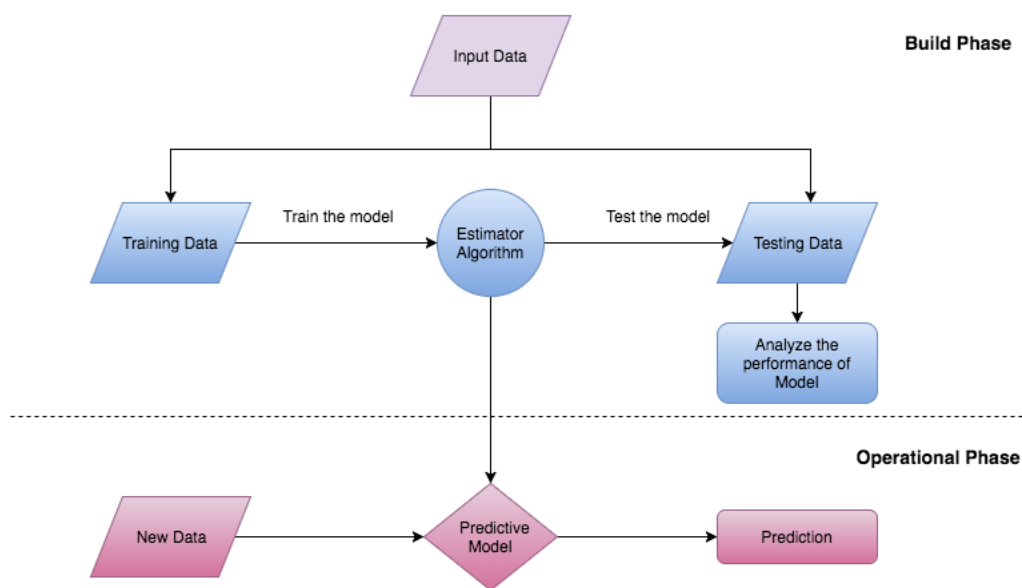 Build Phase
Input Data
Train the model
Test the model
Training Data
Estimator
Algorithm
Testing Data
Analyze the
performance of
Model
Operational Phase
New Data
Predictive
Model
Prediction